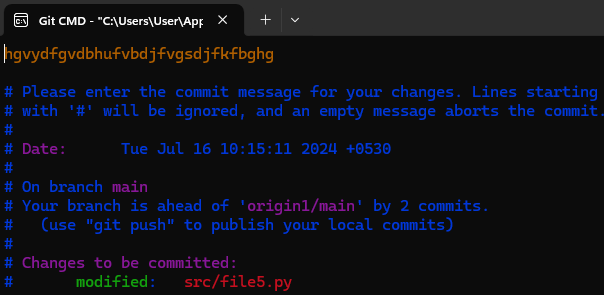 Git CMD - "C:\Users\User\App
hgvydfgvdbhufvbdjfvgsdjfkfbghg
# Please enter the commit message for your changes. Lines starting
# with '#' will be ignored, and an empty message aborts the commit.
#
# Date:      Tue Jul 16 10:15:11 2024 +0530
#
# On branch main
# Your branch is ahead of 'origin1/main' by 2 commits.
#   (use "git push" to publish your local commits)
#
# Changes to be committed:
#       modified:   src/file5.py